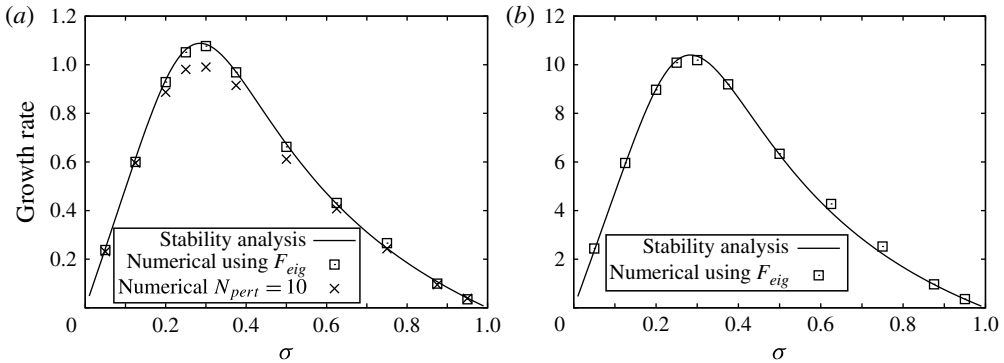 (a)
Growth rate
1.2
1.0
0.8
0.6
0.4
0.2
0
0.2
0.4
0.6
0.8
1.0
σ
Stability analysis
Numerical using F_eig
Numerical N_pert = 10
(b)
12
10
8
6
4
2
0
0.2
0.4
0.6
0.8
1.0
σ
Stability analysis
Numerical using F_eig